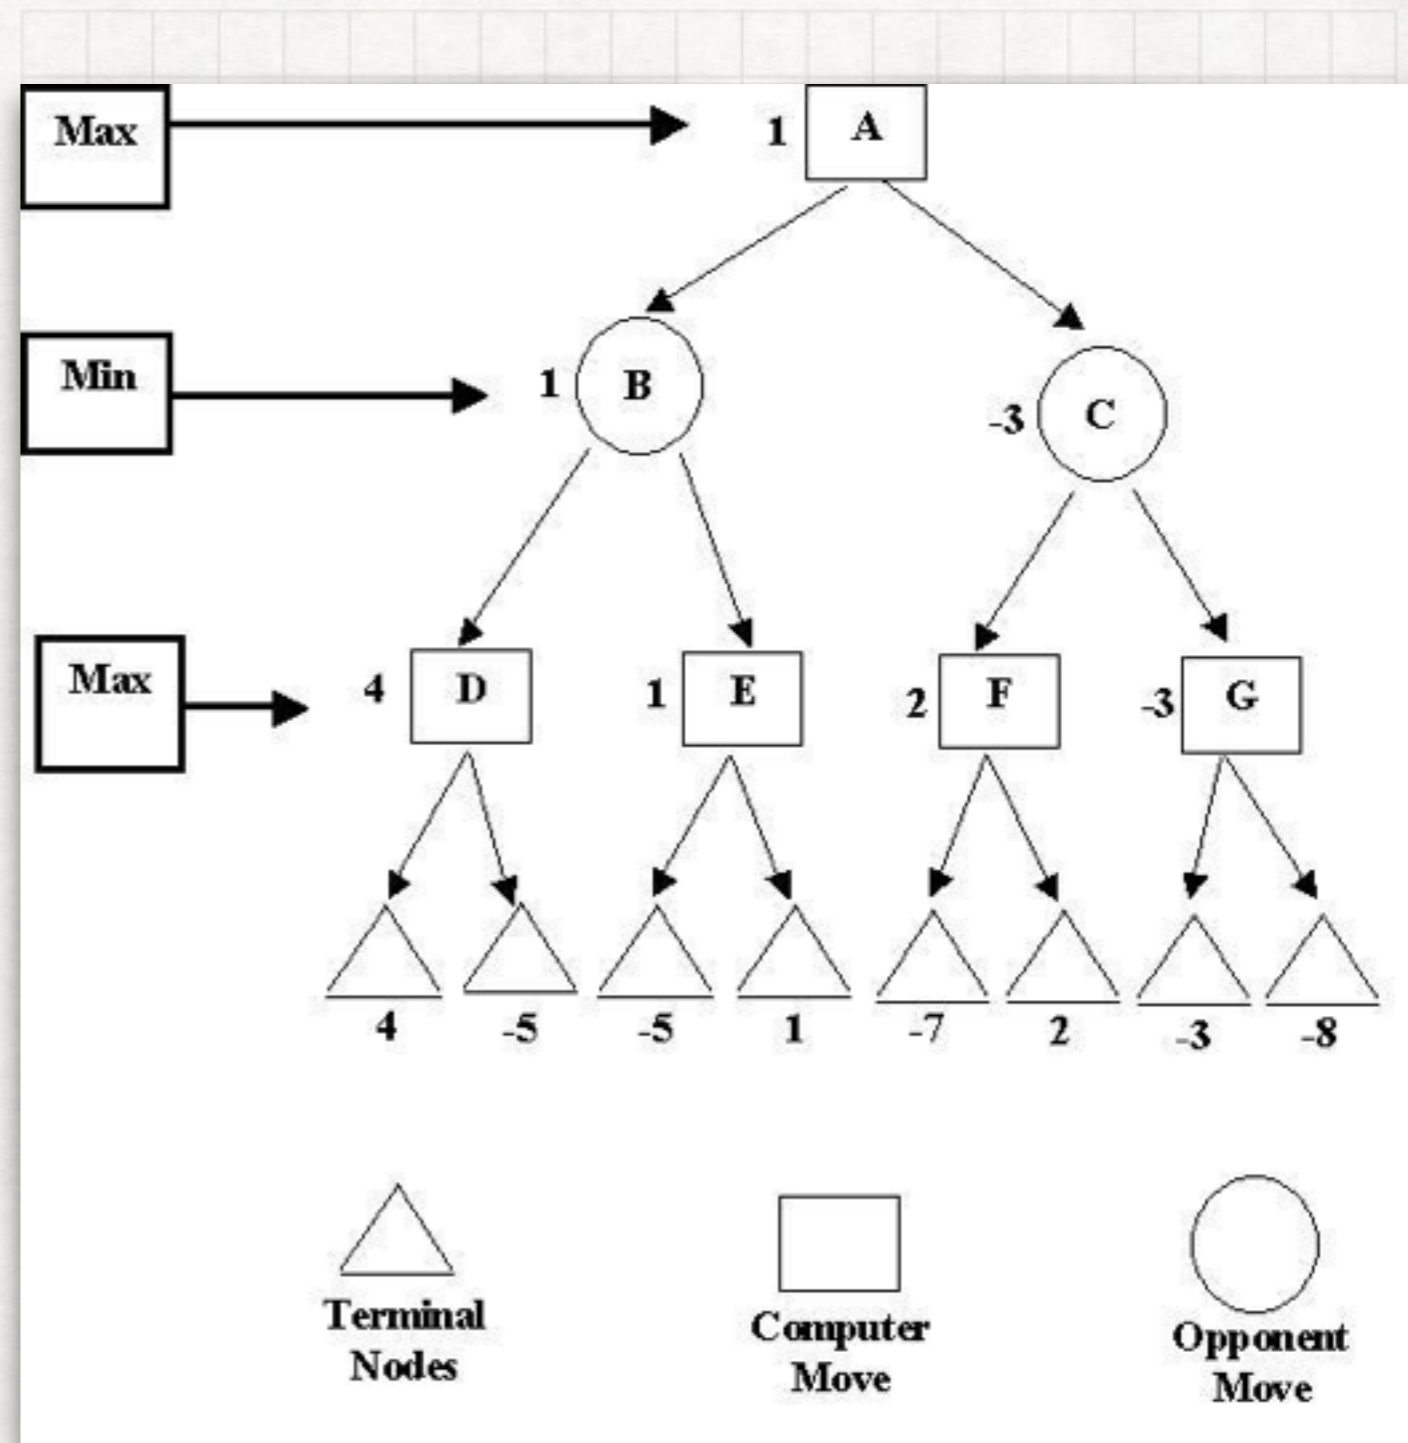 Max
1 A
Min
1 B
-3 C
Max
4 D
1 E
2 F
-3 G
4 -5 -5 1 -7 2 -3 -8
Terminal
Nodes
Computer
Move
Opponent
Move